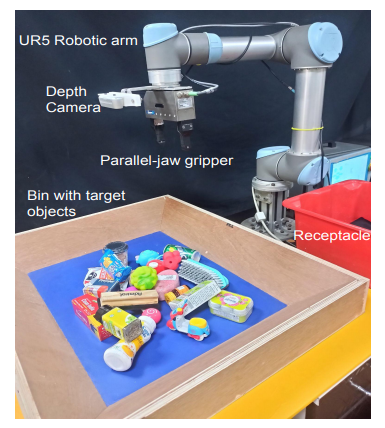 UR5 Robotic arm
Depth
Camera
Parallel-jaw gripper
Bin with target
objects
Receptacle